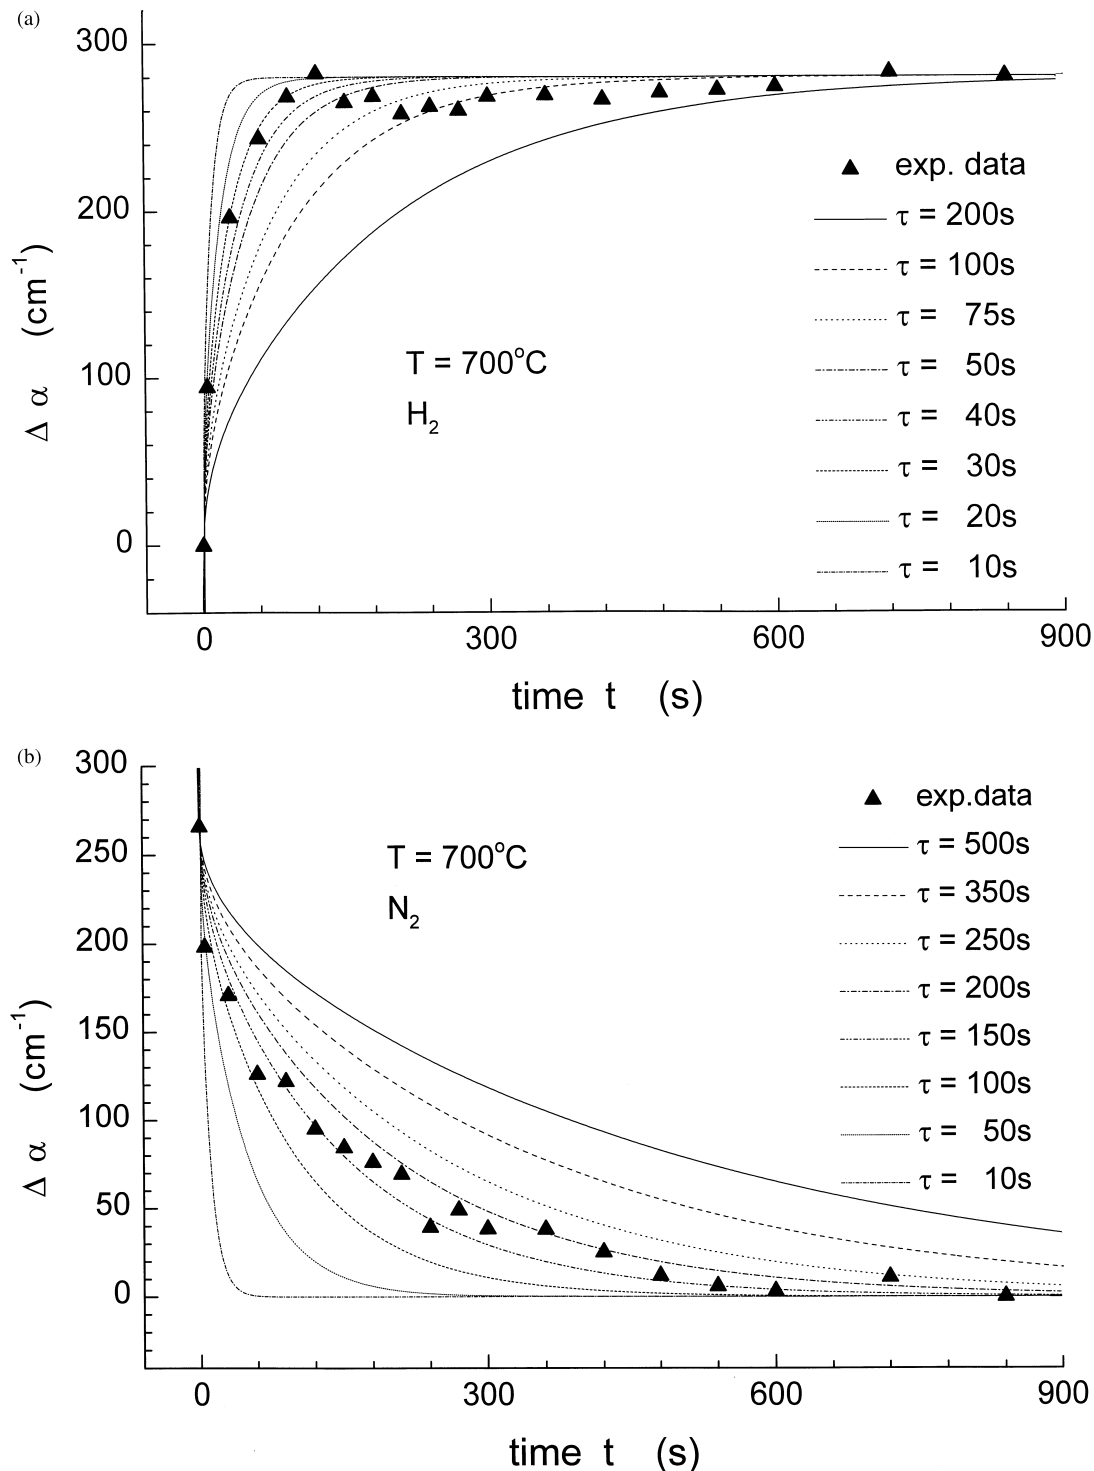 (a)
300
200
100
0
Δ α (cm⁻¹)
▲ exp. data
τ = 200s
τ = 100s
τ = 75s
τ = 50s
τ = 40s
τ = 30s
τ = 20s
τ = 10s
T = 700°C
H₂
0 300 600 900
time t (s)
(b)
300
250
200
150
100
50
0
Δ α (cm⁻¹)
▲ exp.data
τ = 500s
τ = 350s
τ = 250s
τ = 200s
τ = 150s
τ = 100s
τ = 50s
τ = 10s
T = 700°C
N₂
0 300 600 900
time t (s)